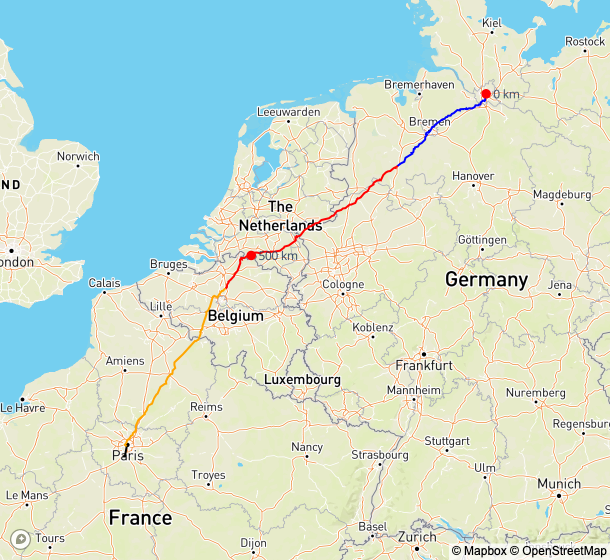 Kiel
Rostock
0 km
Bremerhaven
Leeuwarden
Bremen
Norwich
Hanover
Magdeburg
ND
The
Netherlands
ondon
500 km
Göttingen
Bruges
Calais
Cologne
Germany
Jena
Lille
Belgium
Koblenz
Amiens
Frankfurt
Luxembourg
Mannheim
Nuremberg
Le Havre
Reims
Regensburg
Nancy
Stuttgart
Paris
Strasbourg
Troyes
Ulm
Munich
Le Mans
France
Basel
Zurich
Tours
Dijon
© Mapbox © OpenStreetMap